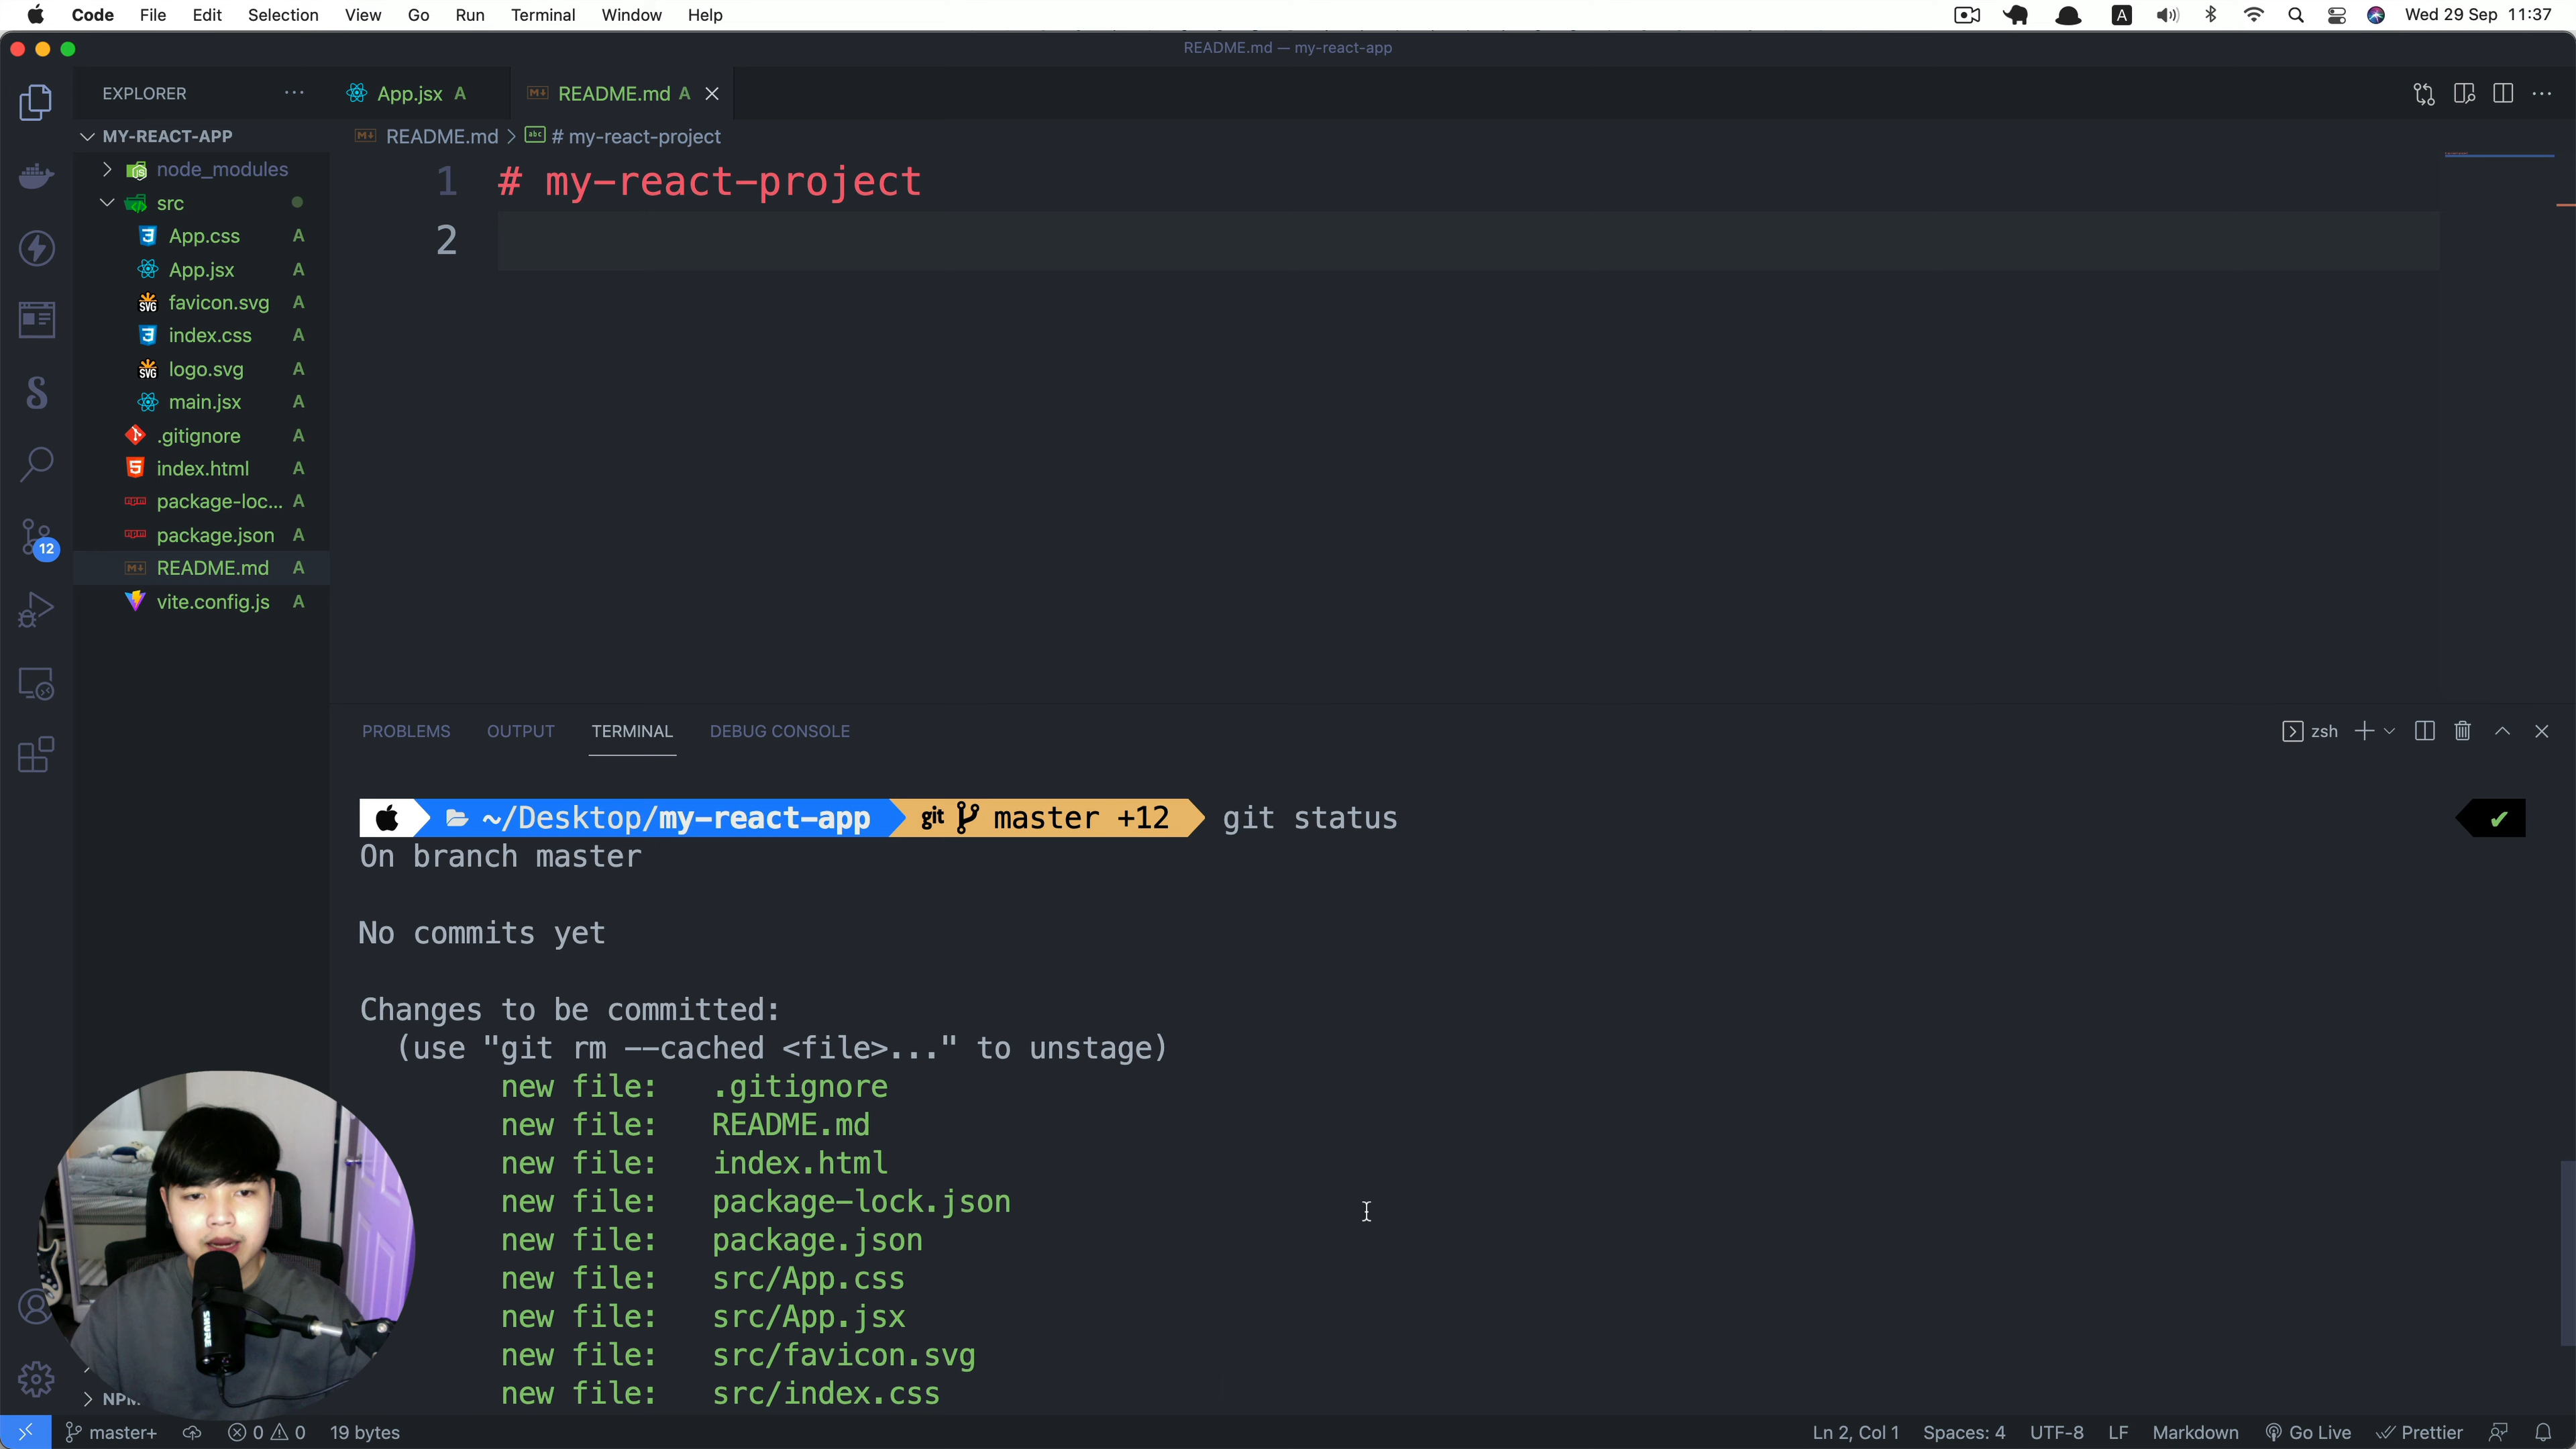 Code File Edit Selection View Go Run Terminal Window Help
A Wed 29 Sep 11:37
README.md — my-react-app
EXPLORER ···
App.jsx A
README.md A
MY-REACT-APP
README.md > abc # my-react-project
node_modules
1 # my-react-project
src
2
App.css A
App.jsx A
SVG favicon.svg A
index.css A
SVG logo.svg A
main.jsx A
.gitignore A
index.html A
npm package-loc... A
12
npm package.json A
README.md A
vite.config.js A
PROBLEMS OUTPUT TERMINAL DEBUG CONSOLE
zsh
~/Desktop/my-react-app git master +12 git status
On branch master
No commits yet
Changes to be committed:
(use "git rm --cached <file>..." to unstage)
new file: .gitignore
new file: README.md
new file: index.html
new file: package-lock.json
new file: package.json
new file: src/App.css
new file: src/App.jsx
new file: src/favicon.svg
new file: src/index.css
SHURE
master+ 0 0 19 bytes
Ln 2, Col 1 Spaces: 4 UTF-8 LF Markdown Go Live Prettier